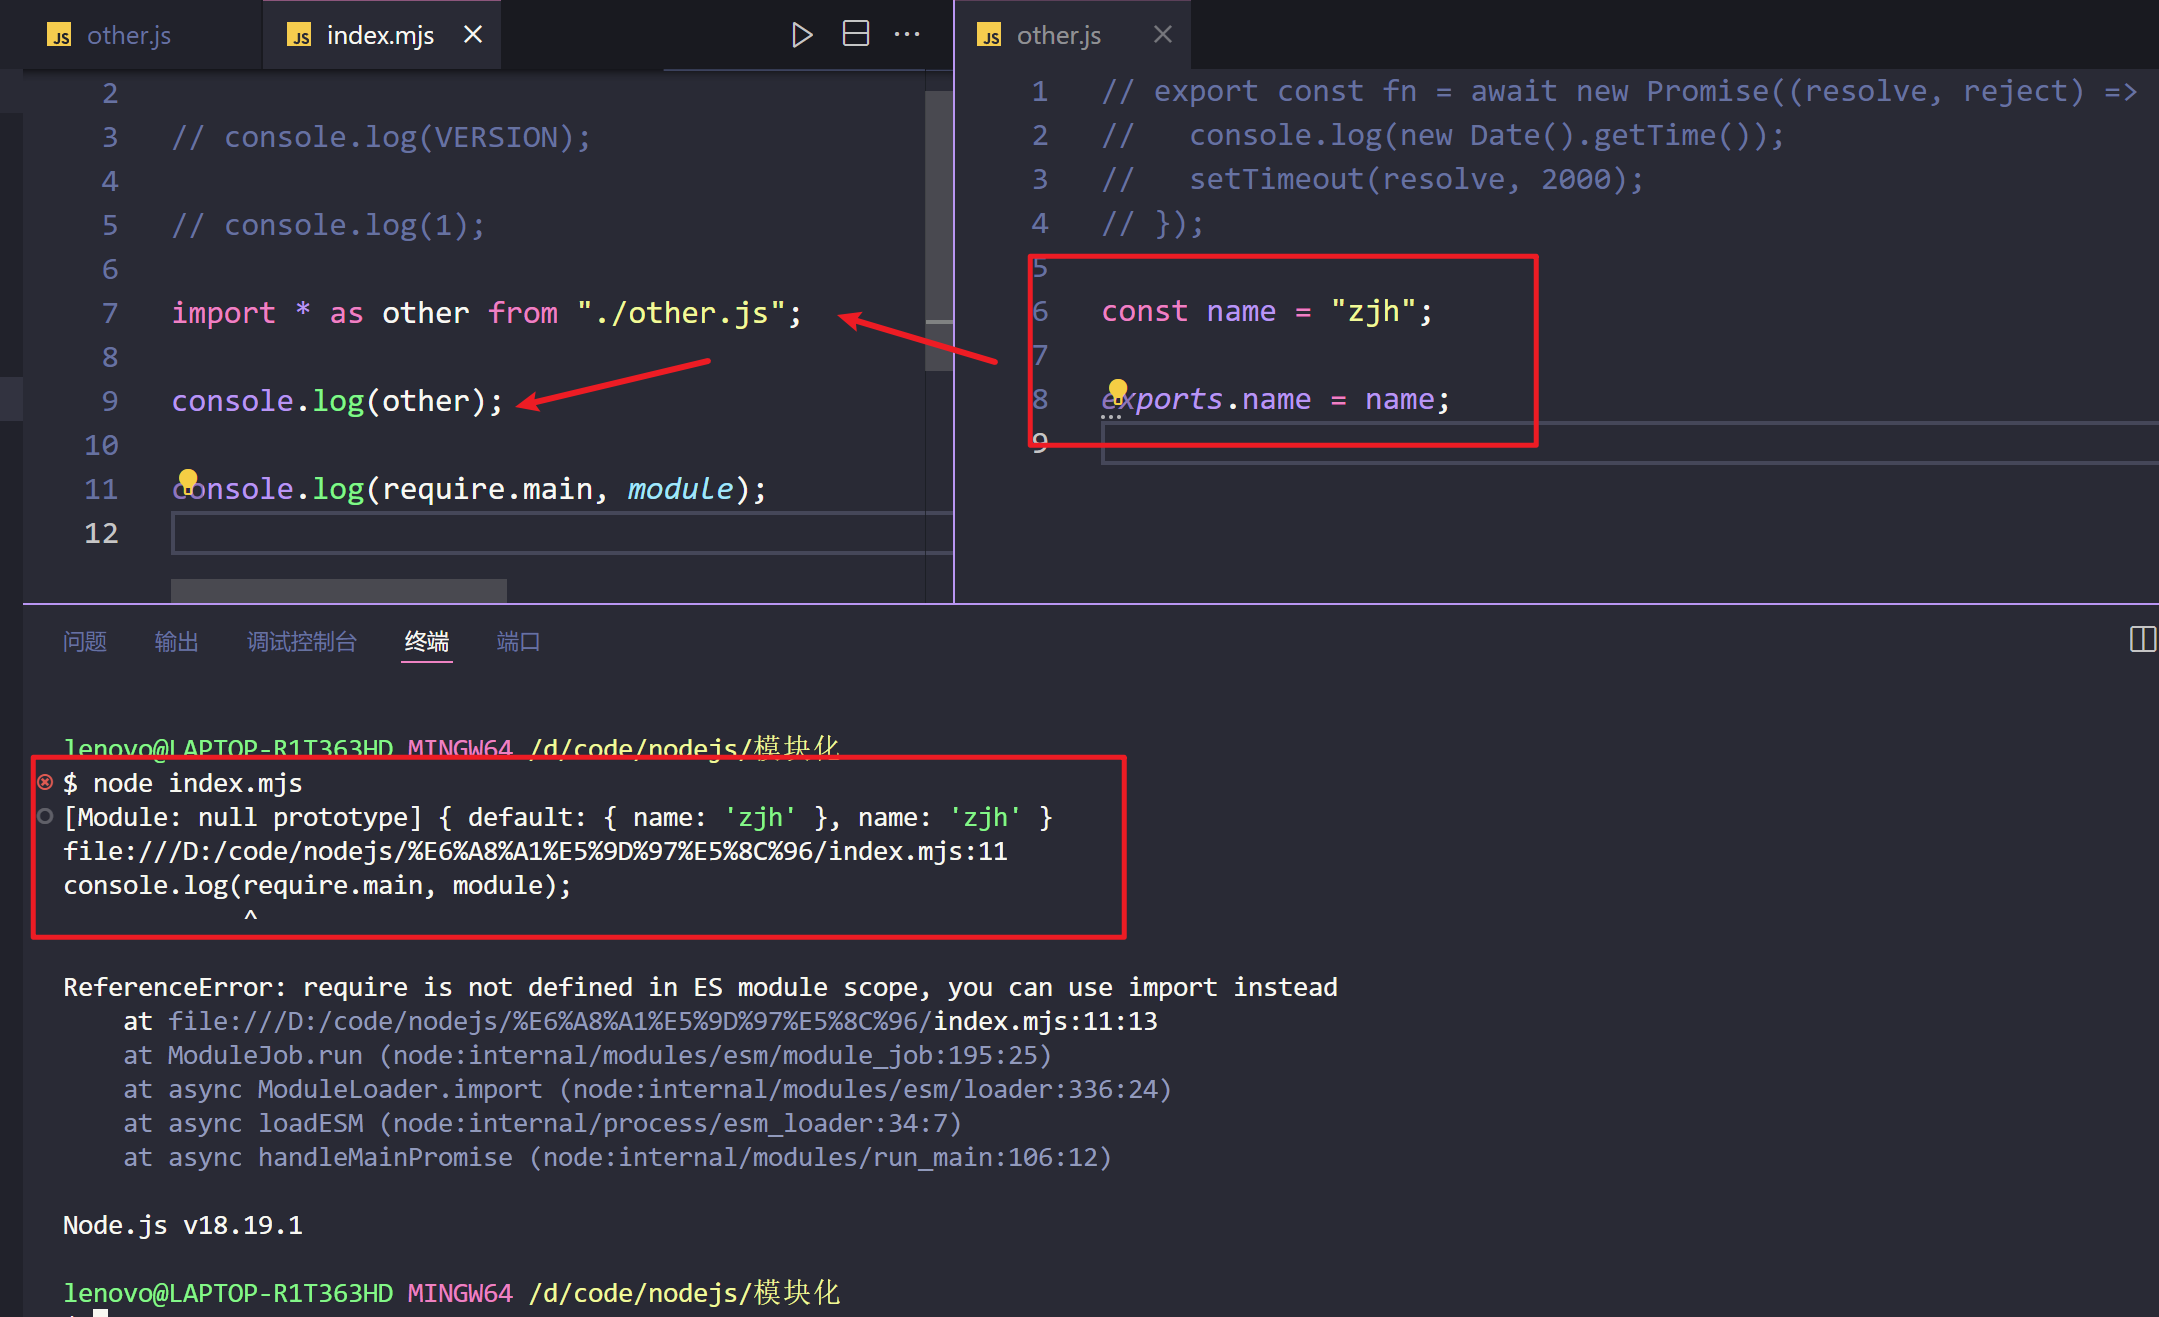 JS other.js
JS index.mjs
2
3 // console.log(VERSION);
4
5 // console.log(1);
6
7 import * as other from "./other.js";
8
9 console.log(other);
10
11 console.log(require.main, module);
12
JS other.js
1 // export const fn = await new Promise((resolve, reject) =>
2 //   console.log(new Date().getTime());
3 //   setTimeout(resolve, 2000);
4 // });
5
6 const name = "zjh";
7
8 exports.name = name;
9
问题 输出 调试控制台 终端 端口
lenovo@LAPTOP-R1T363HD MINGW64 /d/code/nodejs/模块化
$ node index.mjs
[Module: null prototype] { default: { name: 'zjh' }, name: 'zjh' }
file:///D:/code/nodejs/%E6%A8%A1%E5%9D%97%E5%8C%96/index.mjs:11
console.log(require.main, module);
^
ReferenceError: require is not defined in ES module scope, you can use import instead
    at file:///D:/code/nodejs/%E6%A8%A1%E5%9D%97%E5%8C%96/index.mjs:11:13
    at ModuleJob.run (node:internal/modules/esm/module_job:195:25)
    at async ModuleLoader.import (node:internal/modules/esm/loader:336:24)
    at async loadESM (node:internal/process/esm_loader:34:7)
    at async handleMainPromise (node:internal/modules/run_main:106:12)
Node.js v18.19.1
lenovo@LAPTOP-R1T363HD MINGW64 /d/code/nodejs/模块化